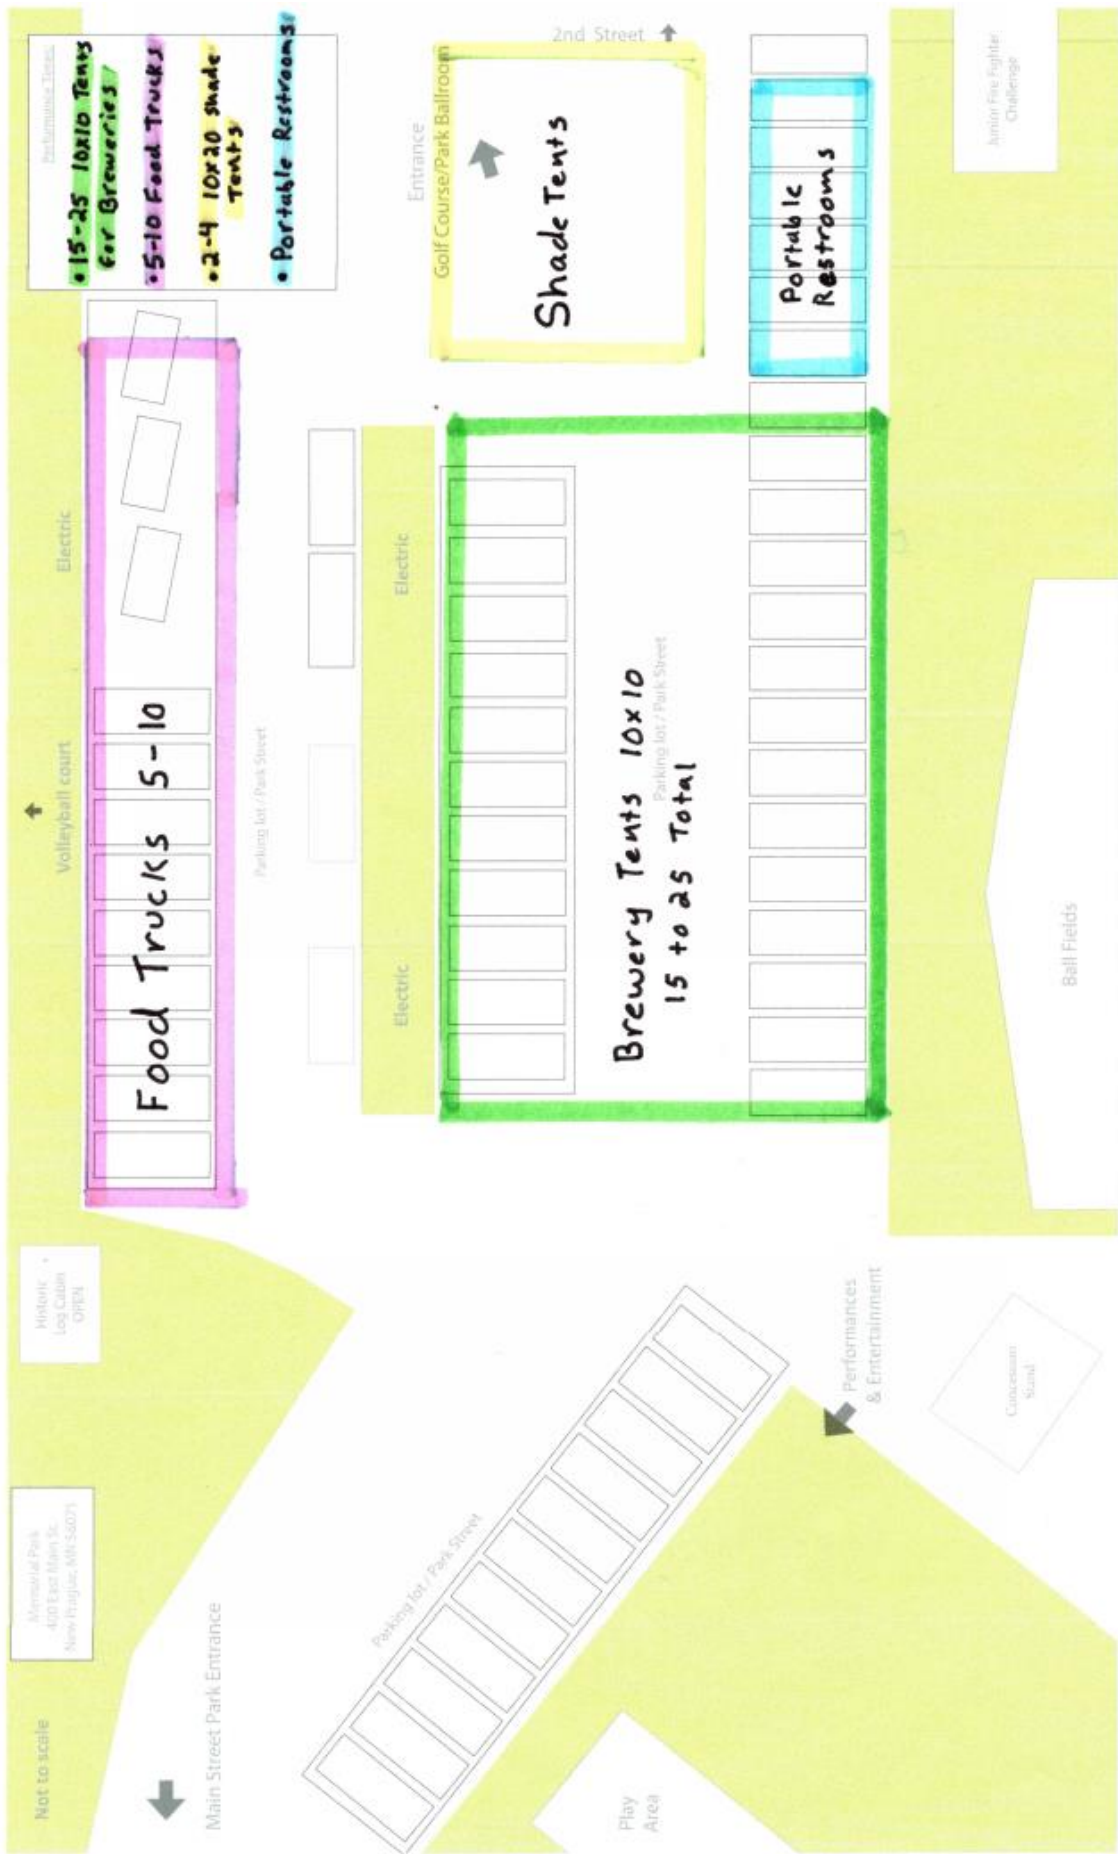 Performance Times:
• 15-25 10x10 Tents
for Breweries
• 5-10 Food Trucks
• 2-4 10x20 shade
Tents
• Portable Restrooms
2nd Street
Entrance
Golf Course/Park Ballroom
Shade Tents
Portable
Restrooms
Junior Fire Fighter
Challenge
Electric
Volleyball court
Food Trucks 5-10
Parking lot / Park Street
Electric
Electric
Brewery Tents 10x10
Parking lot / Park Street
15 to 25 Total
Ball Fields
Historic
Log Cabin
OPEN
Performances
& Entertainment
Concession
Stand
Memorial Park
400 East Main St.
New Prague, MN 56071
Parking lot / Park Street
Not to scale
Main Street Park Entrance
Play
Area